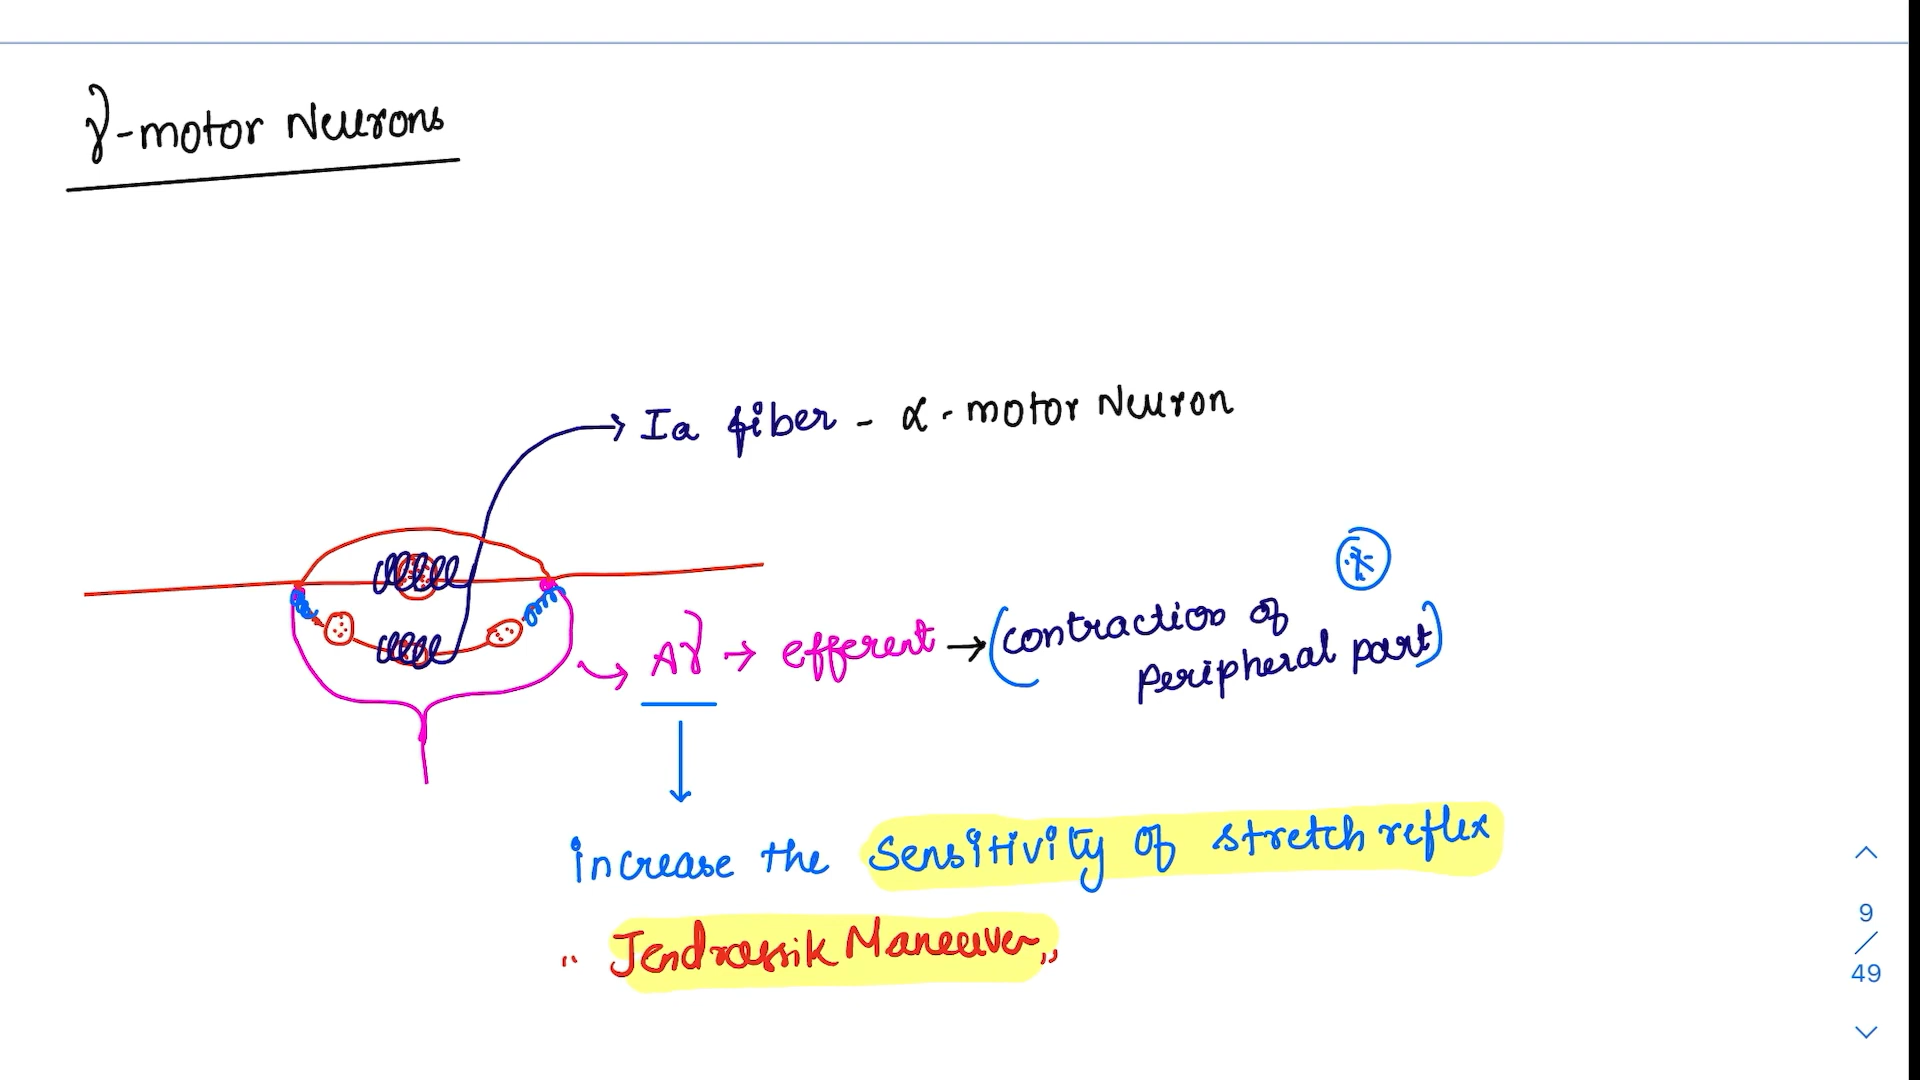 γ-motor Neurons
Ia fiber - α-motor Neuron
Aγ → efferent → (contraction of
peripheral part)
increase the sensitivity of stretch reflex
" Jendrassik Maneuver "
9
/
49